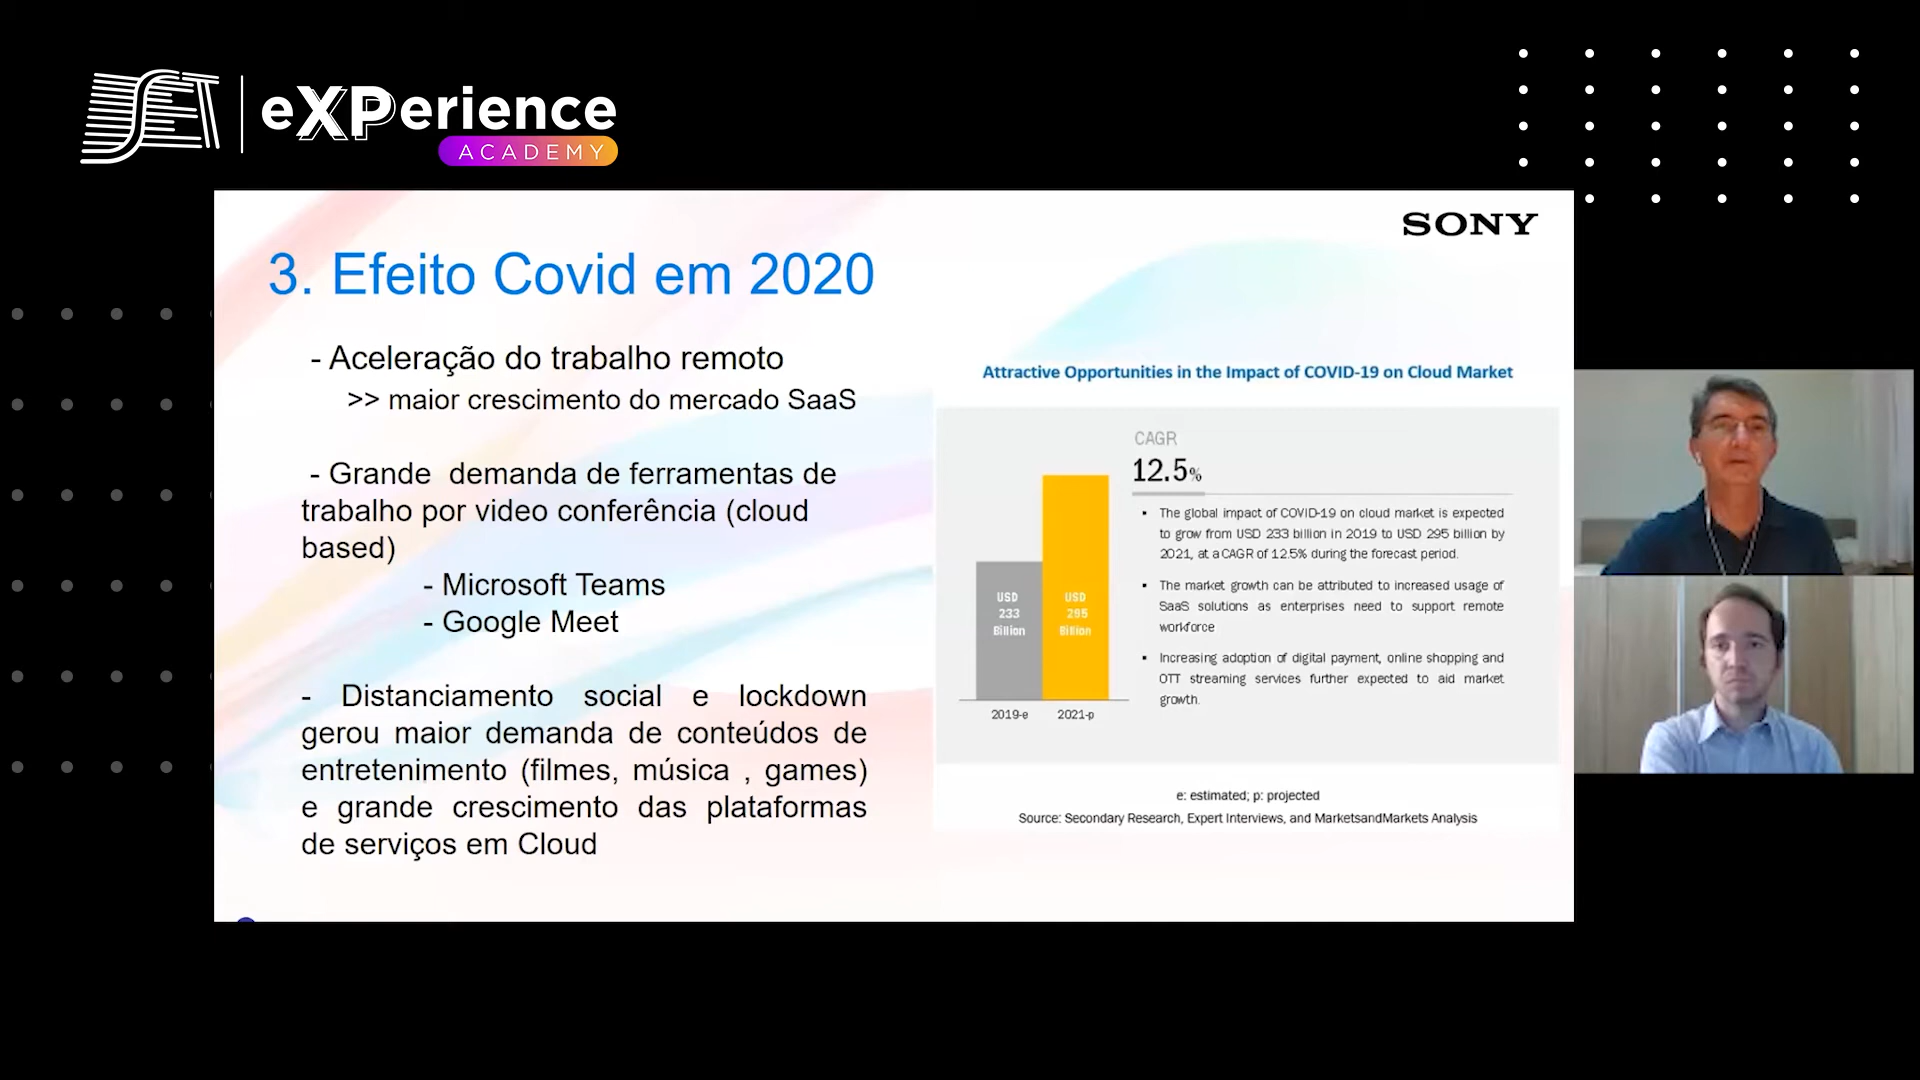 SET
eXPerience
ACADEMY
SONY
3. Efeito Covid em 2020
- Aceleração do trabalho remoto
>> maior crescimento do mercado SaaS
- Grande demanda de ferramentas de
trabalho por video conferência (cloud
based)
- Microsoft Teams
- Google Meet
- Distanciamento social e lockdown
gerou maior demanda de conteúdos de
entretenimento (filmes, música , games)
e grande crescimento das plataformas
de serviços em Cloud
Attractive Opportunities in the Impact of COVID-19 on Cloud Market
CAGR
12.5%
USD
233
Billion
USD
295
Billion
2019-e
2021-p
▪ The global impact of COVID-19 on cloud market is expected
to grow from USD 233 billion in 2019 to USD 295 billion by
2021, at a CAGR of 12.5% during the forecast period.
▪ The market growth can be attributed to increased usage of
SaaS solutions as enterprises need to support remote
workforce
▪ Increasing adoption of digital payment, online shopping and
OTT streaming services further expected to aid market
growth.
e: estimated; p: projected
Source: Secondary Research, Expert Interviews, and MarketsandMarkets Analysis